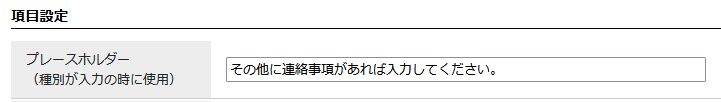 項目設定
プレースホルダー
（種別が入力の時に使用）
その他に連絡事項があれば入力してください。